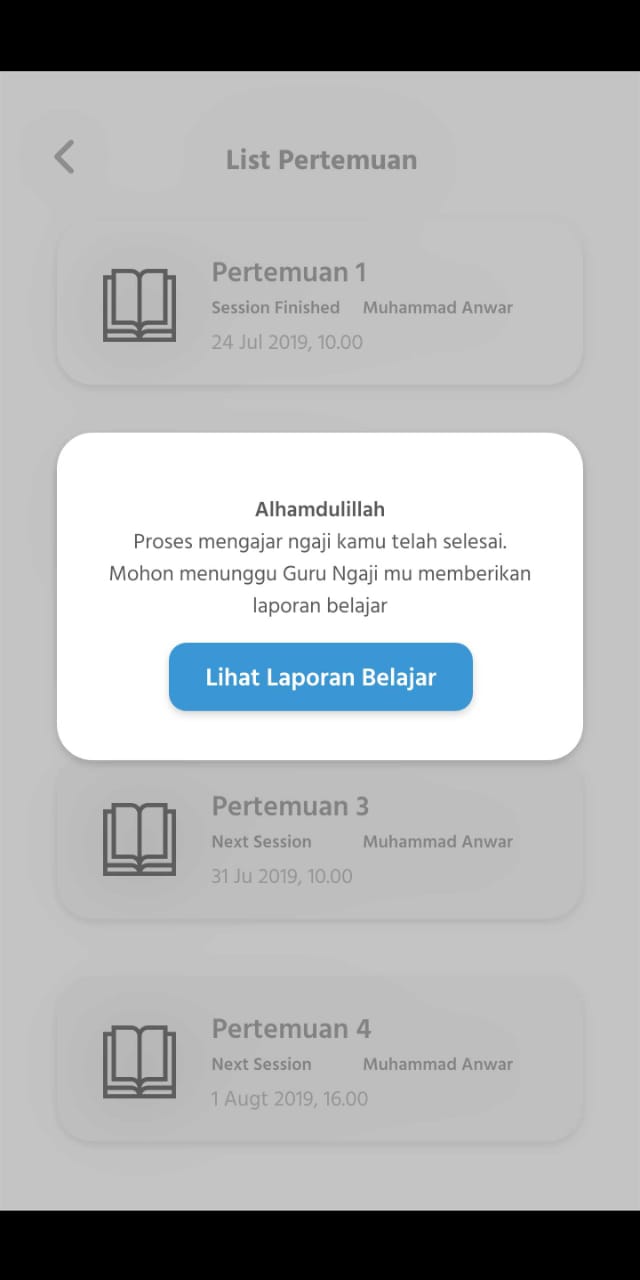 List Pertemuan
Pertemuan 1
Session Finished Muhammad Anwar
24 Jul 2019, 10.00
Alhamdulillah
Proses mengajar ngaji kamu telah selesai.
Mohon menunggu Guru Ngaji mu memberikan
laporan belajar
Lihat Laporan Belajar
Pertemuan 3
Next Session Muhammad Anwar
31 Ju 2019, 10.00
Pertemuan 4
Next Session Muhammad Anwar
1 Augt 2019, 16.00